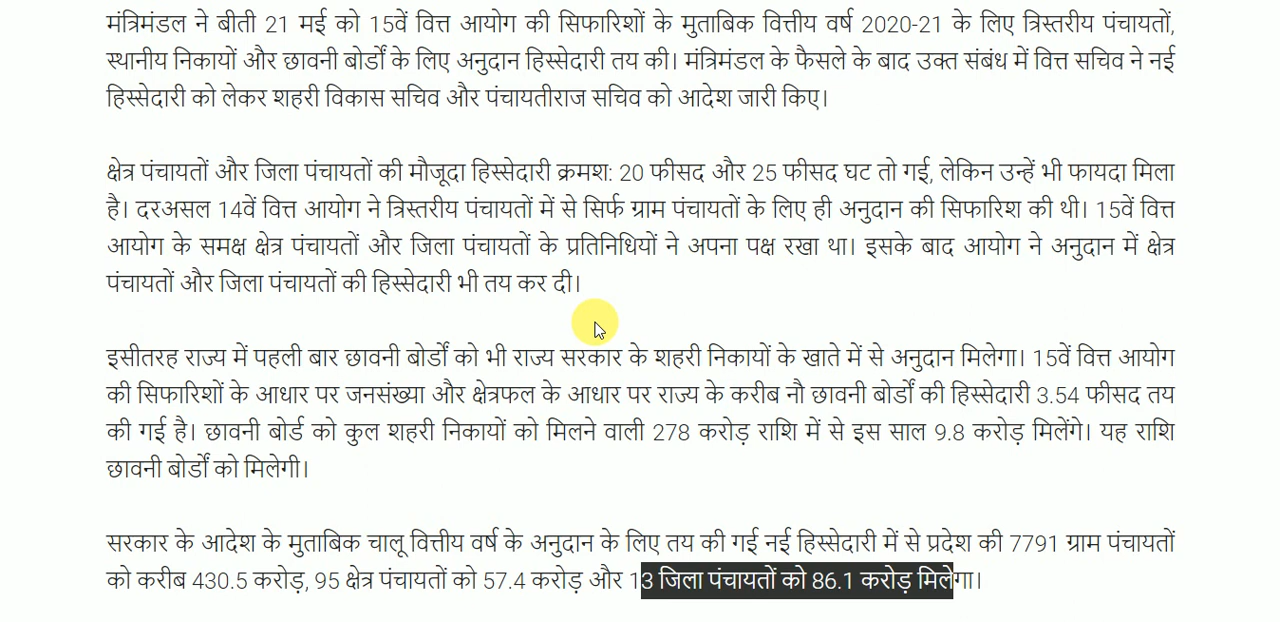 मंत्रिमंडल ने बीती 21 मई को 15वें वित्त आयोग की सिफारिशों के मुताबिक वित्तीय वर्ष 2020-21 के लिए त्रिस्तरीय पंचायतों,
स्थानीय निकायों और छावनी बोर्डों के लिए अनुदान हिस्सेदारी तय की। मंत्रिमंडल के फैसले के बाद उक्त संबंध में वित्त सचिव ने नई
हिस्सेदारी को लेकर शहरी विकास सचिव और पंचायतीराज सचिव को आदेश जारी किए।
क्षेत्र पंचायतों और जिला पंचायतों की मौजूदा हिस्सेदारी क्रमश: 20 फीसद और 25 फीसद घट तो गई, लेकिन उन्हें भी फायदा मिला
है। दरअसल 14वें वित्त आयोग ने त्रिस्तरीय पंचायतों में से सिर्फ ग्राम पंचायतों के लिए ही अनुदान की सिफारिश की थी। 15वें वित्त
आयोग के समक्ष क्षेत्र पंचायतों और जिला पंचायतों के प्रतिनिधियों ने अपना पक्ष रखा था। इसके बाद आयोग ने अनुदान में क्षेत्र
पंचायतों और जिला पंचायतों की हिस्सेदारी भी तय कर दी।
इसीतरह राज्य में पहली बार छावनी बोर्डों को भी राज्य सरकार के शहरी निकायों के खाते में से अनुदान मिलेगा। 15वें वित्त आयोग
की सिफारिशों के आधार पर जनसंख्या और क्षेत्रफल के आधार पर राज्य के करीब नौ छावनी बोर्डों की हिस्सेदारी 3.54 फीसद तय
की गई है। छावनी बोर्ड को कुल शहरी निकायों को मिलने वाली 278 करोड़ राशि में से इस साल 9.8 करोड़ मिलेंगे। यह राशि
छावनी बोर्डों को मिलेगी।
सरकार के आदेश के मुताबिक चालू वित्तीय वर्ष के अनुदान के लिए तय की गई नई हिस्सेदारी में से प्रदेश की 7791 ग्राम पंचायतों
को करीब 430.5 करोड़, 95 क्षेत्र पंचायतों को 57.4 करोड़ और 13 जिला पंचायतों को 86.1 करोड़ मिलेगा।